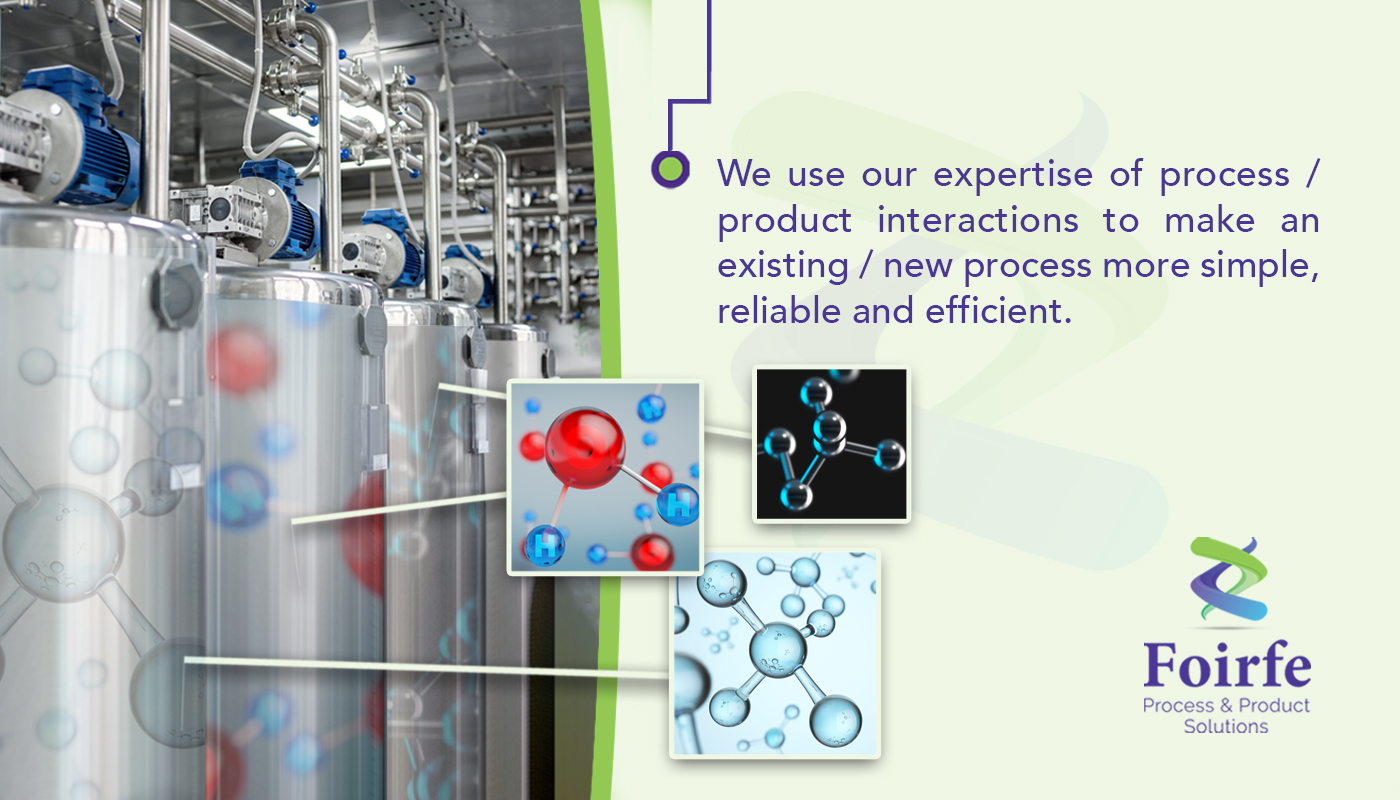 We use our expertise of process /
product interactions to make an
existing / new process more simple,
reliable and efficient.
H
H
H
Foirfe
Process & Product
Solutions